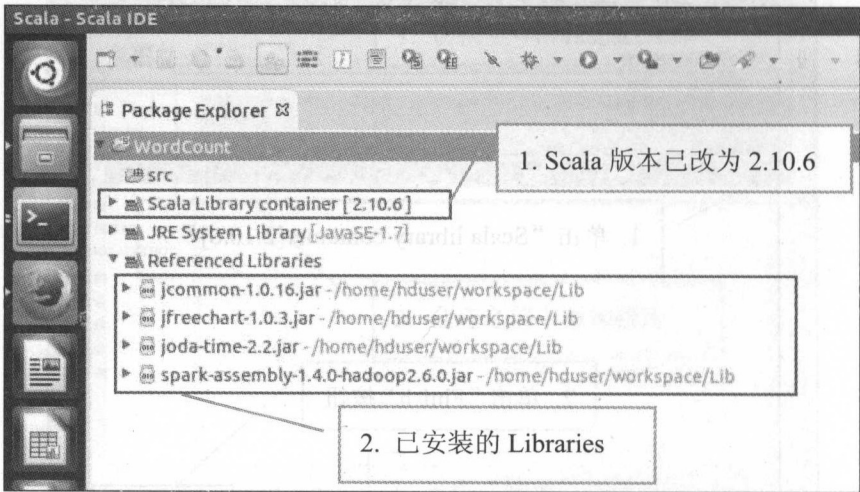 Scala - Scala IDE
Package Explorer
WordCount
src
Scala Library container [ 2.10.6 ]
JRE System Library [JavaSE-1.7]
Referenced Libraries
jcommon-1.0.16.jar - /home/hduser/workspace/Lib
jfreechart-1.0.3.jar - /home/hduser/workspace/Lib
joda-time-2.2.jar - /home/hduser/workspace/Lib
spark-assembly-1.4.0-hadoop2.6.0.jar - /home/hduser/workspace/Lib
1. Scala 版本已改为 2.10.6
2. 已安装的 Libraries